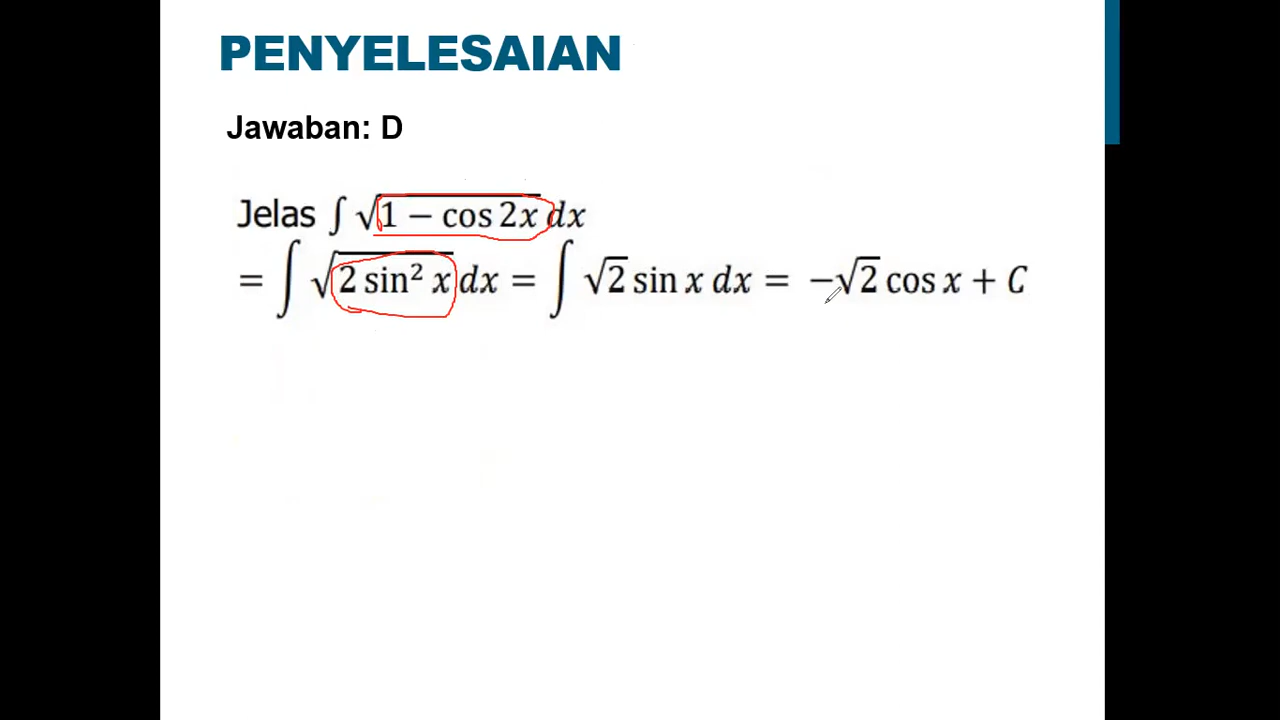 PENYELESAIAN
Jawaban: D
Jelas ∫ √(1 − cos 2x) dx
= ∫ √(2 sin² x) dx = ∫ √2 sin x dx = −√2 cos x + C